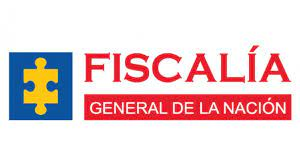 FISCALÍA
GENERAL DE LA NACIÓN